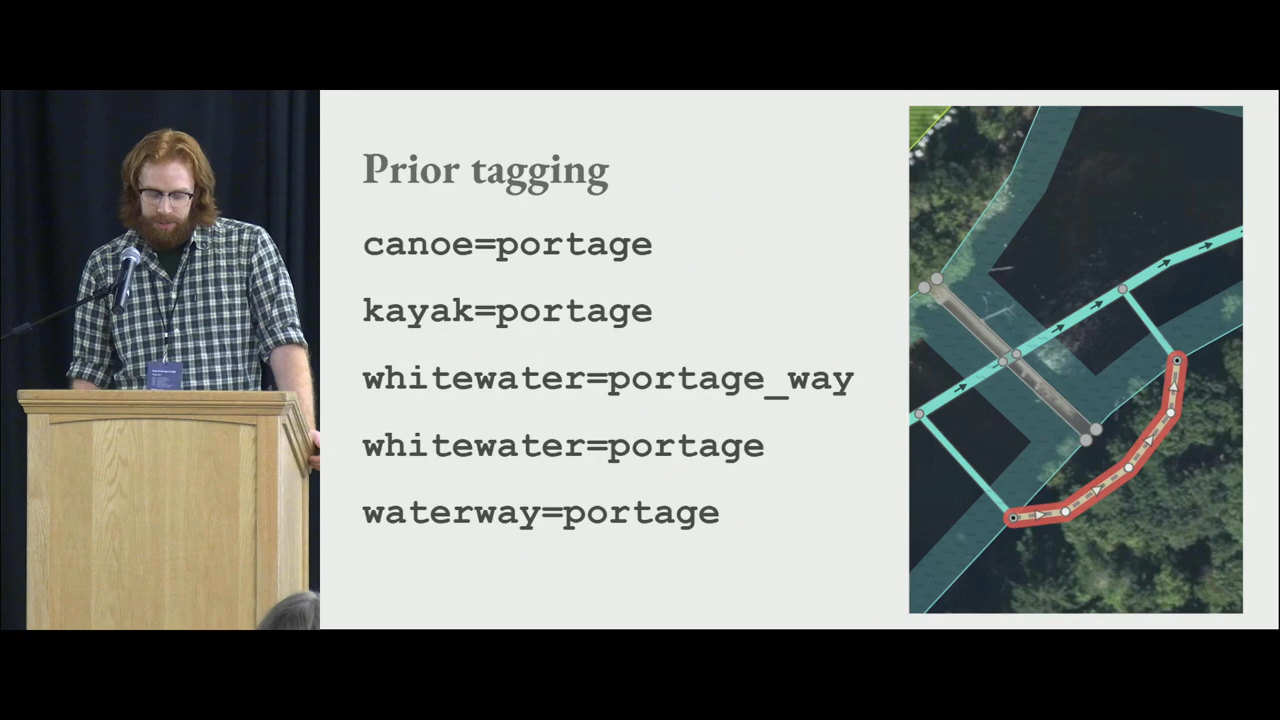 Prior tagging
canoe=portage
kayak=portage
whitewater=portage_way
whitewater=portage
waterway=portage